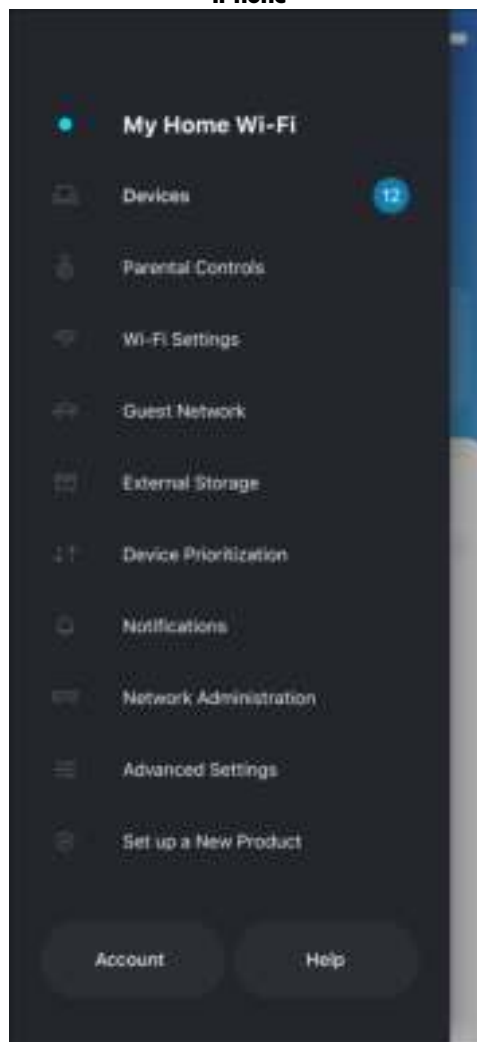 iPhone
My Home Wi-Fi
Devices 12
Parental Controls
Wi-Fi Settings
Guest Network
External Storage
Device Prioritization
Notifications
Network Administration
Advanced Settings
Set up a New Product
Account Help